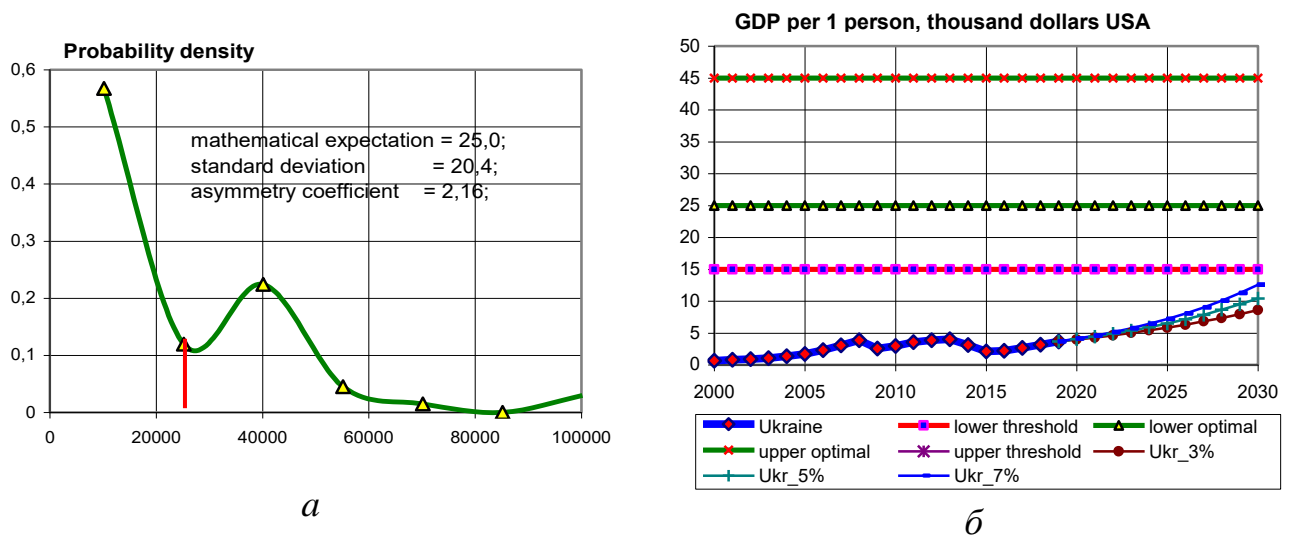 Probability density
0,6
0,5
0,4
0,3
0,2
0,1
0
mathematical expectation = 25,0;
standard deviation = 20,4;
asymmetry coefficient = 2,16;
0 20000 40000 60000 80000 100000
а
GDP per 1 person, thousand dollars USA
50
45
40
35
30
25
20
15
10
5
0
2000 2005 2010 2015 2020 2025 2030
Ukraine lower threshold lower optimal
upper optimal upper threshold Ukr_3%
Ukr_5% Ukr_7%
б